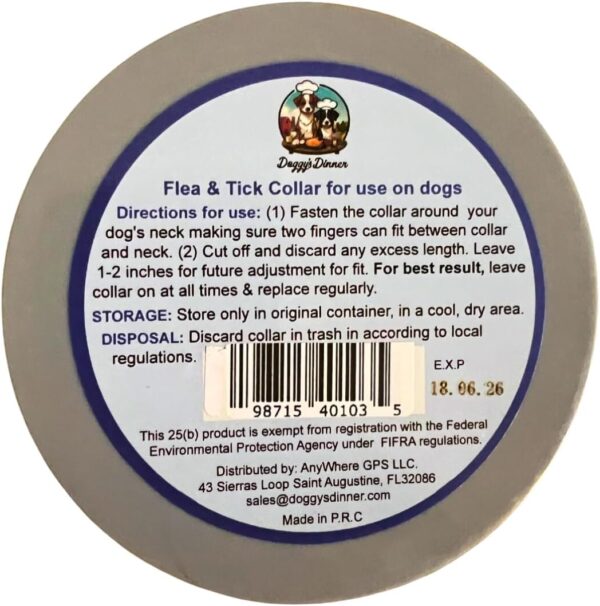 Doggy's Dinner
Flea & Tick Collar for use on dogs
Directions for use: (1) Fasten the collar around your
dog's neck making sure two fingers can fit between collar
and neck. (2) Cut off and discard any excess length. Leave
1-2 inches for future adjustment for fit. For best result, leave
collar on at all times & replace regularly.
STORAGE: Store only in original container, in a cool, dry area.
DISPOSAL: Discard collar in trash in according to local
regulations.
E.X.P
18. 06. 26
98715 40103 5
This 25(b) product is exempt from registration with the Federal
Environmental Protection Agency under FIFRA regulations.
Distributed by: AnyWhere GPS LLC.
43 Sierras Loop Saint Augustine, FL32086
sales@doggysdinner.com
Made in P.R.C